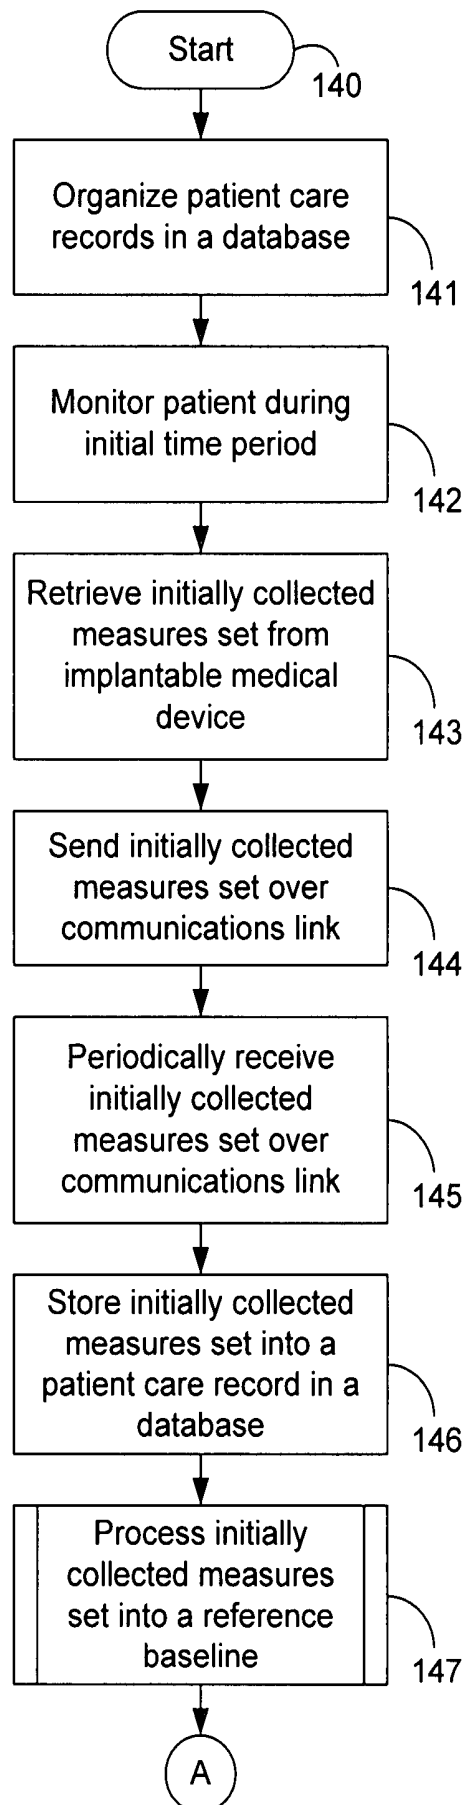 Start
140
Organize patient care
records in a database
141
Monitor patient during
initial time period
142
Retrieve initially collected
measures set from
implantable medical
device
143
Send initially collected
measures set over
communications link
144
Periodically receive
initially collected
measures set over
communications link
145
Store initially collected
measures set into a
patient care record in a
database
146
Process initially
collected measures
set into a reference
baseline
147
A